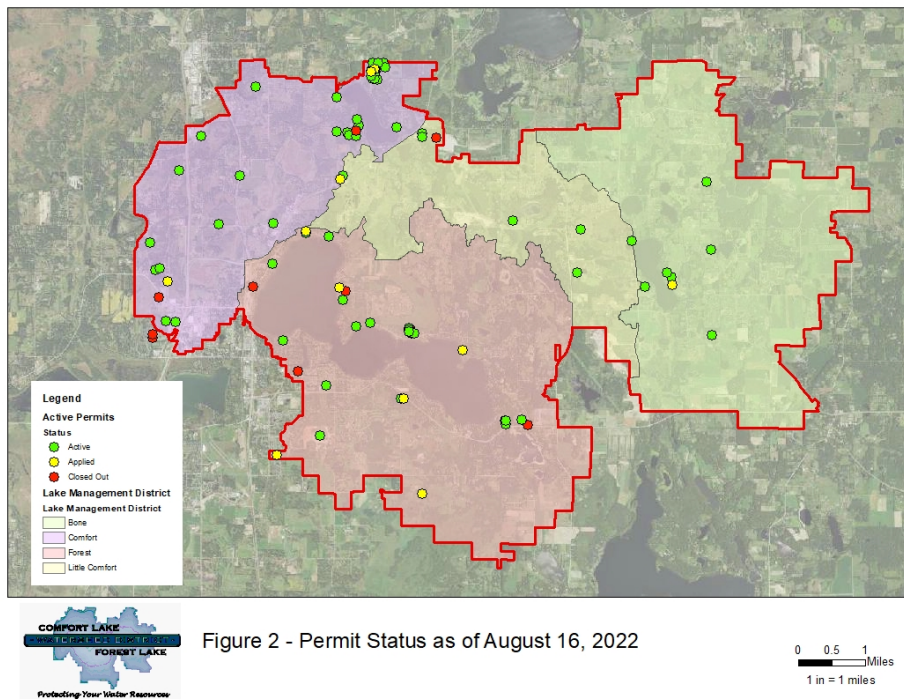 Legend
Active Permits
Status
Active
Applied
Closed Out
Lake Management District
Lake Management District
Bone
Comfort
Forest
Little Comfort
COMFORT LAKE
FOREST LAKE
Protecting Your Water Resources
Figure 2 - Permit Status as of August 16, 2022
0 0.5 1
Miles
1 in = 1 miles